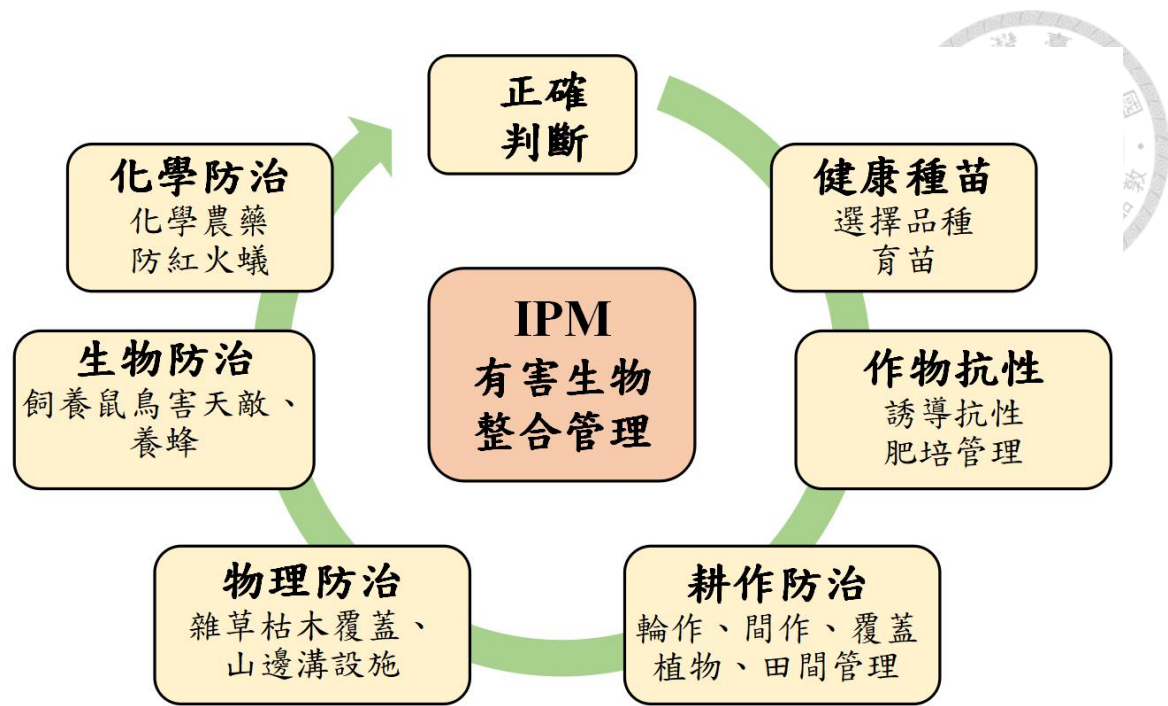 正確
判斷
健康種苗
選擇品種
育苗
作物抗性
誘導抗性
肥培管理
耕作防治
輪作、間作、覆蓋
植物、田間管理
物理防治
雜草枯木覆蓋、
山邊溝設施
生物防治
飼養鼠鳥害天敵、
養蜂
化學防治
化學農藥
防紅火蟻
IPM
有害生物
整合管理